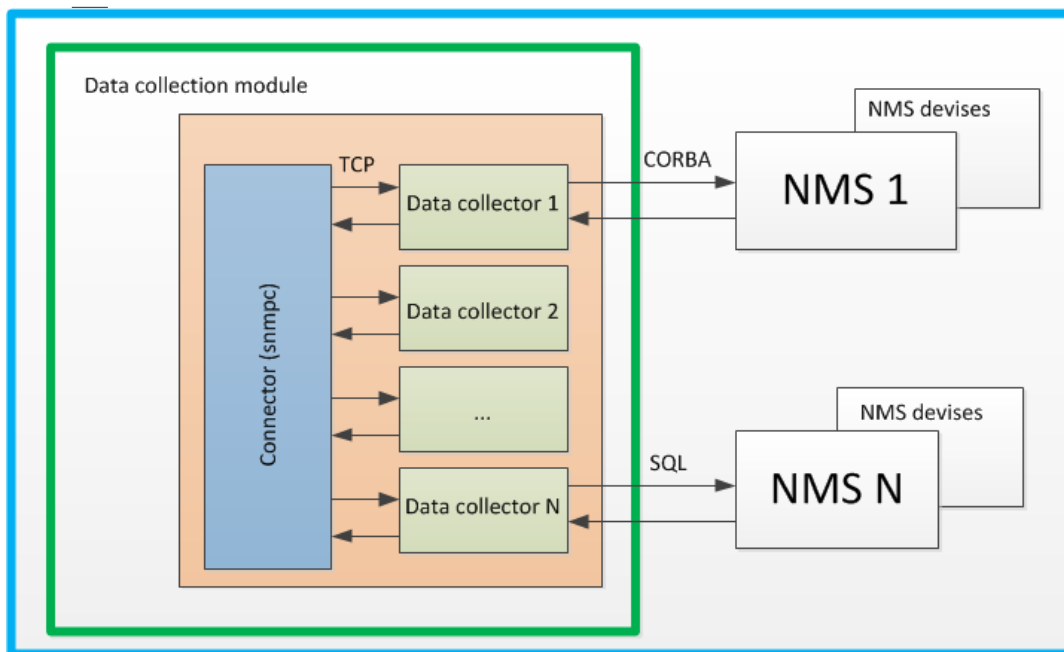 Data collection module
NMS devises
TCP
CORBA
NMS 1
Data collector 1
Connector (snmpc)
Data collector 2
...
NMS devises
SQL
NMS N
Data collector N